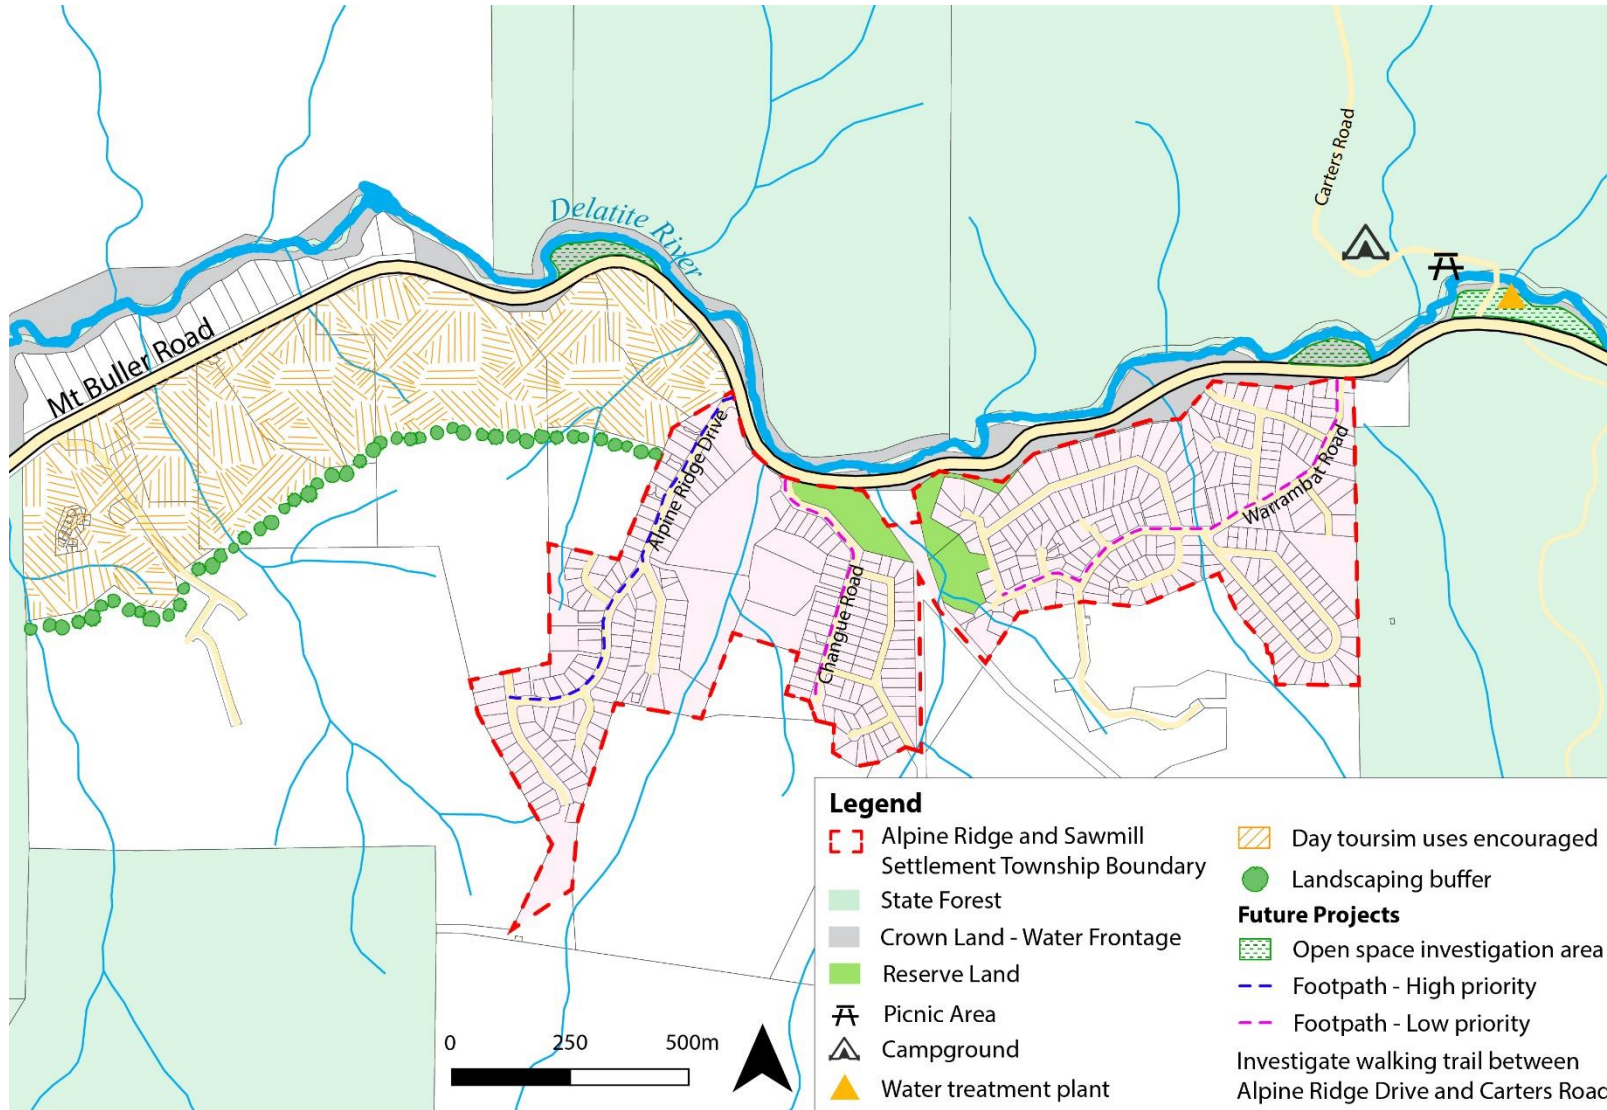 Delatite River
Carters Road
Mt Buller Road
Alpine Ridge Drive
Changue Road
Warrambat Road
Legend
Alpine Ridge and Sawmill
Settlement Township Boundary
State Forest
Crown Land - Water Frontage
Reserve Land
Picnic Area
Campground
Water treatment plant
Day toursim uses encouraged
Landscaping buffer
Future Projects
Open space investigation area
Footpath - High priority
Footpath - Low priority
Investigate walking trail between
Alpine Ridge Drive and Carters Road
0 250 500m